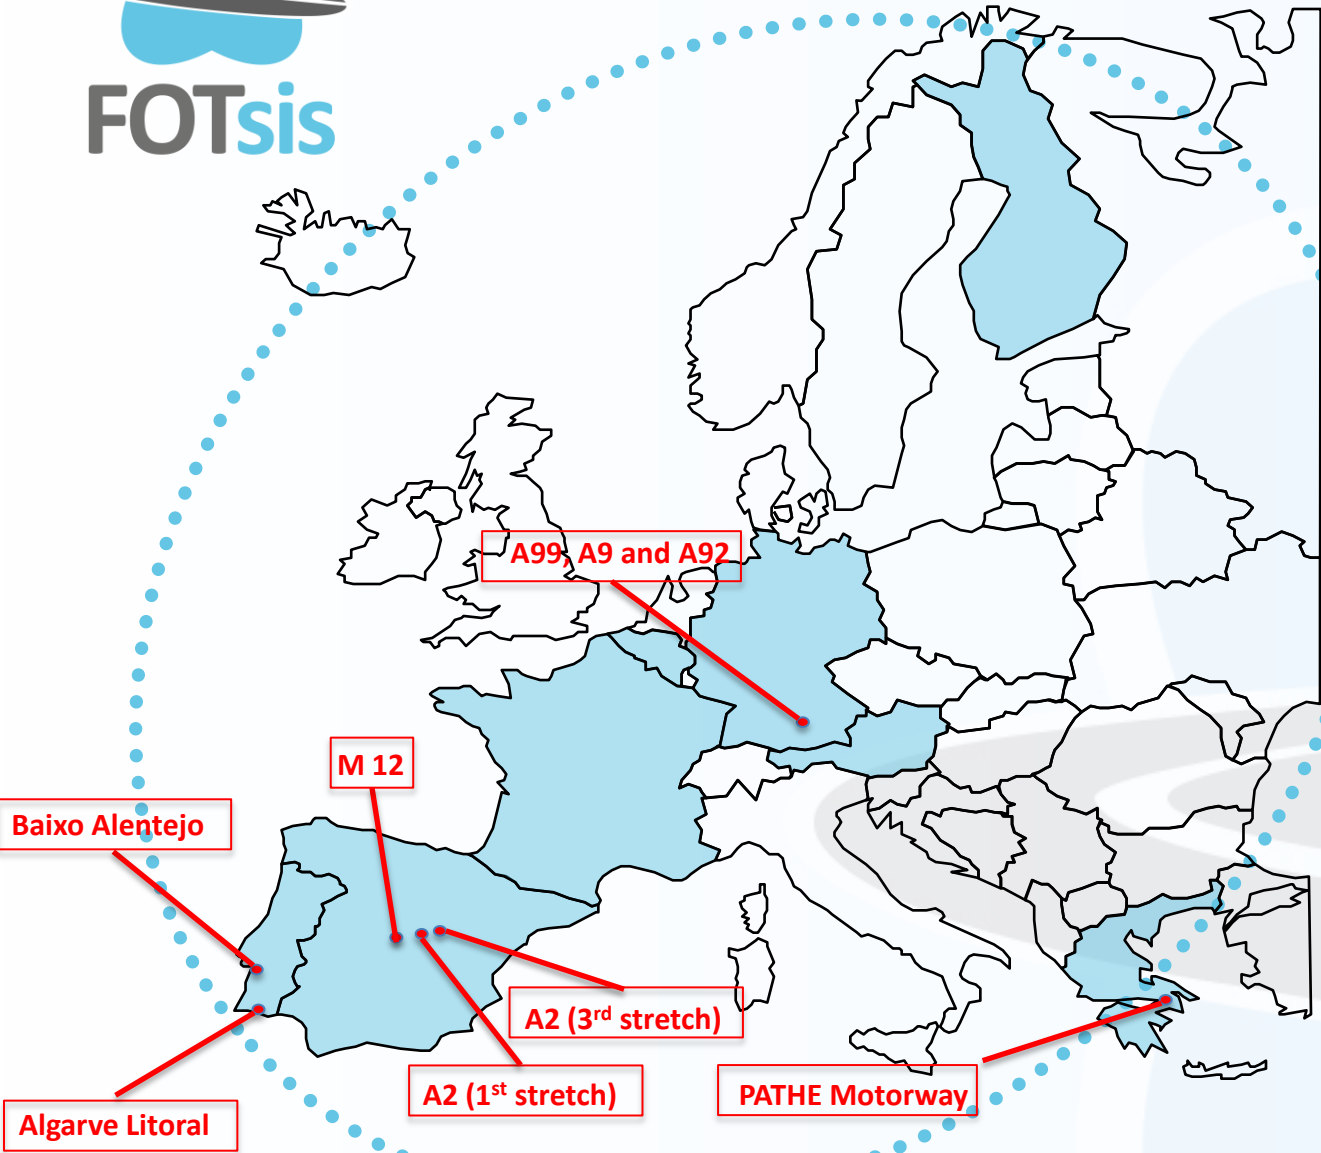 FOTsis
A99, A9 and A92
M 12
Baixo Alentejo
A2 (3rd stretch)
A2 (1st stretch)
PATHE Motorway
Algarve Litoral